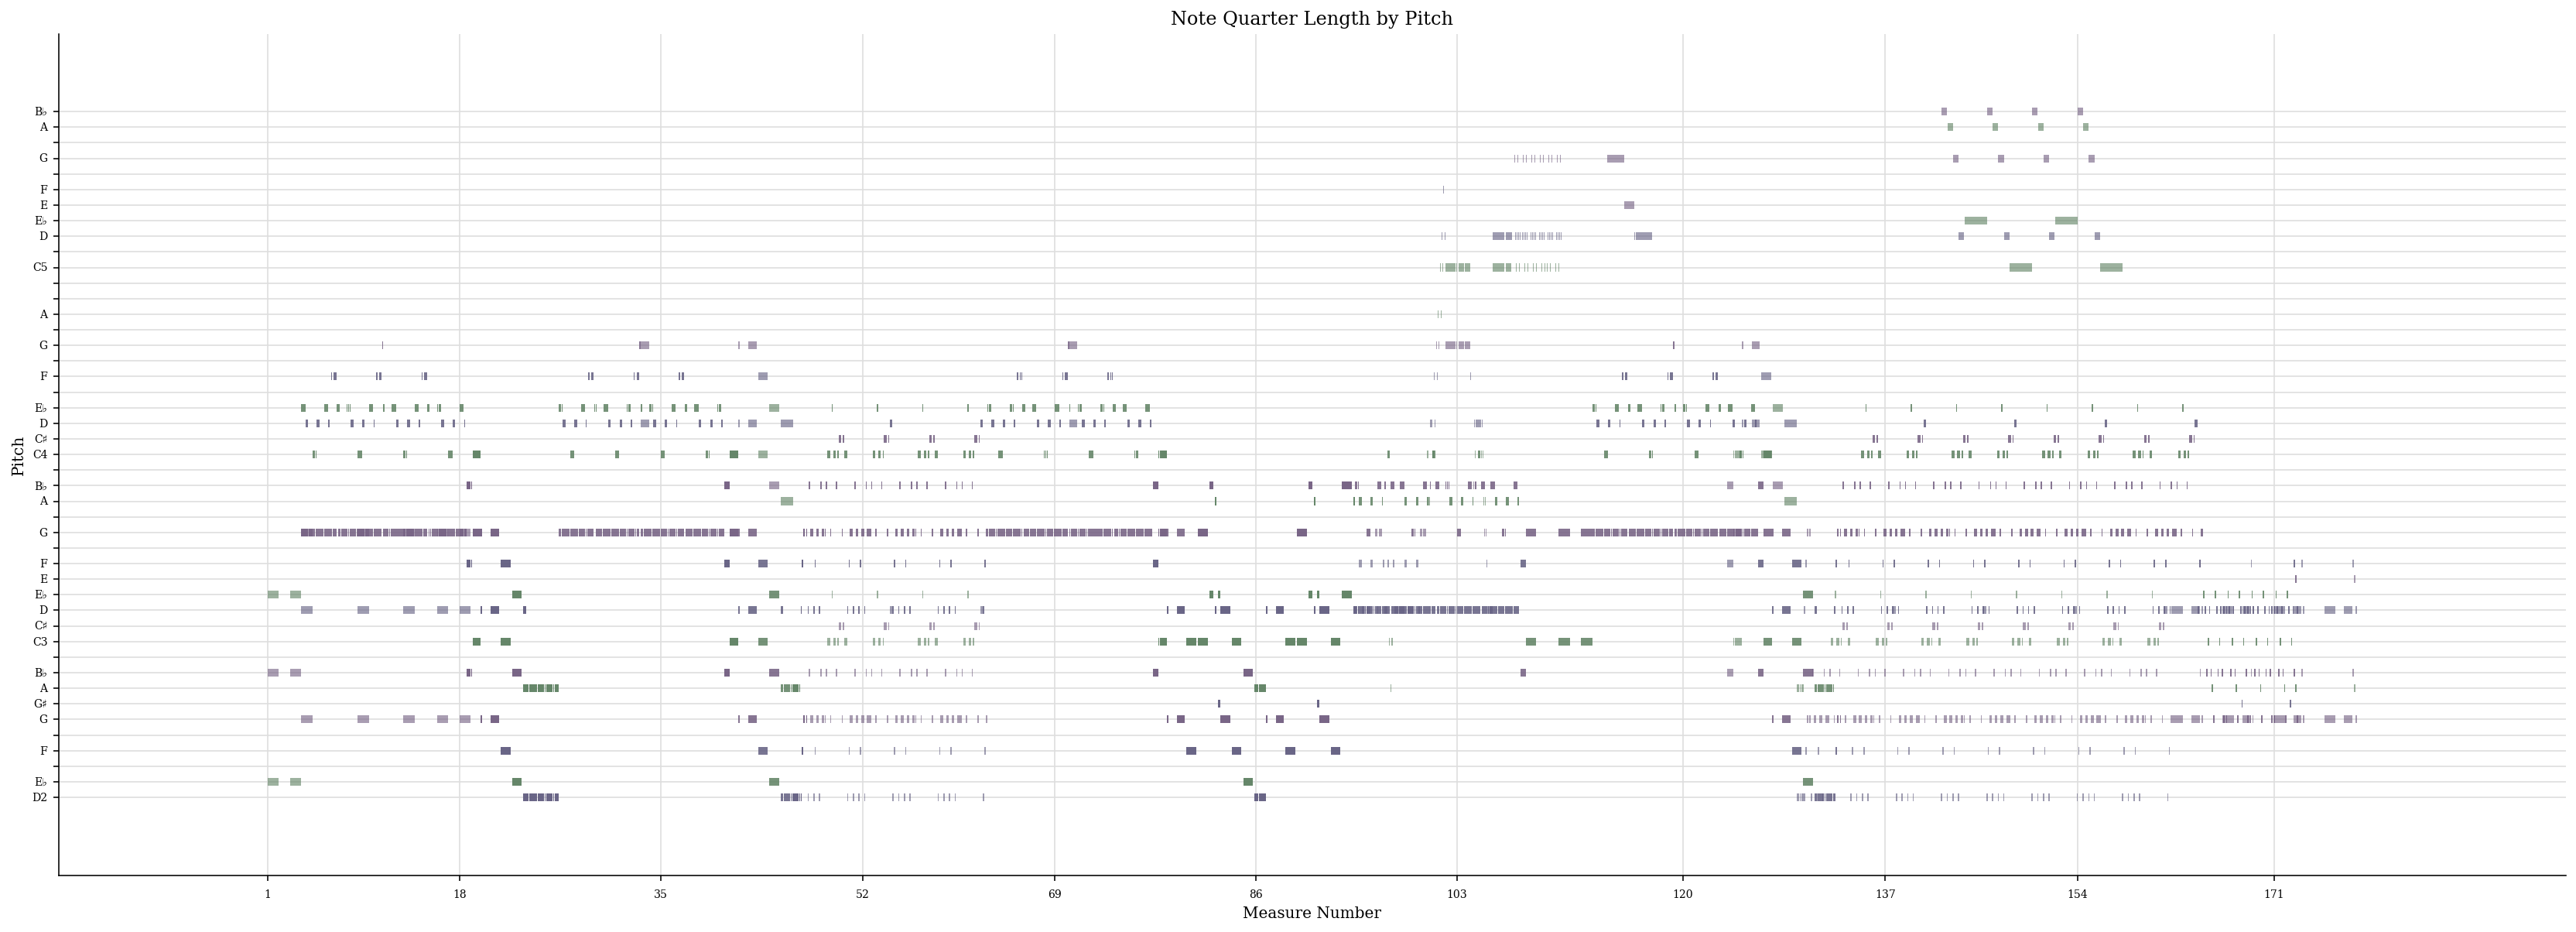 Note Quarter Length by Pitch
Pitch
B♭
A
G
F
E
E♭
D
C5
A
G
F
E♭
D
C♯
C4
B♭
A
G
F
E
E♭
D
C♯
C3
B♭
A
G♯
G
F
E♭
D2
1 18 35 52 69 86 103 120 137 154 171
Measure Number